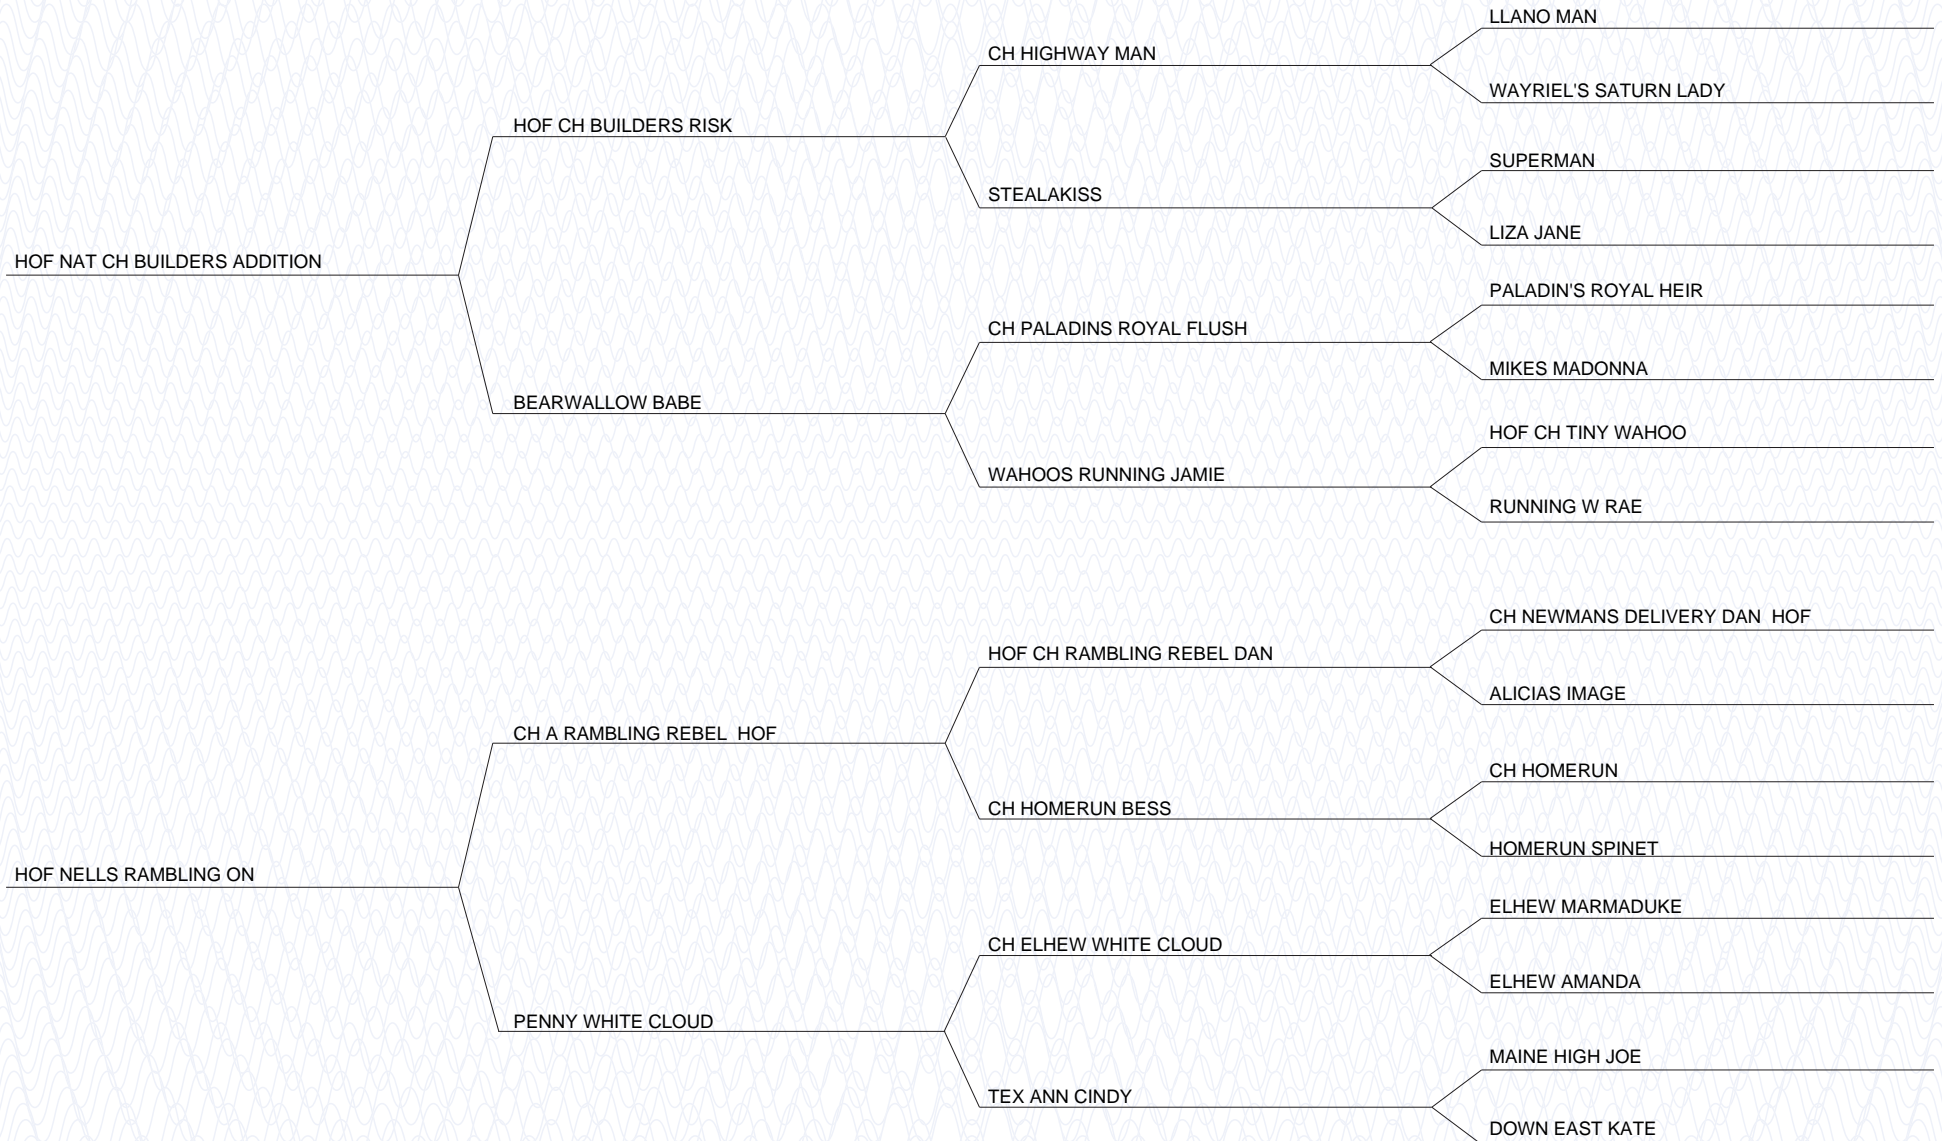 LLANO MAN
CH HIGHWAY MAN
WAYRIEL'S SATURN LADY
HOF CH BUILDERS RISK
SUPERMAN
STEALAKISS
LIZA JANE
HOF NAT CH BUILDERS ADDITION
PALADIN'S ROYAL HEIR
CH PALADINS ROYAL FLUSH
MIKES MADONNA
BEARWALLOW BABE
HOF CH TINY WAHOO
WAHOOS RUNNING JAMIE
RUNNING W RAE
CH NEWMANS DELIVERY DAN  HOF
HOF CH RAMBLING REBEL DAN
ALICIAS IMAGE
CH A RAMBLING REBEL  HOF
CH HOMERUN
CH HOMERUN BESS
HOMERUN SPINET
HOF NELLS RAMBLING ON
ELHEW MARMADUKE
CH ELHEW WHITE CLOUD
ELHEW AMANDA
PENNY WHITE CLOUD
MAINE HIGH JOE
TEX ANN CINDY
DOWN EAST KATE